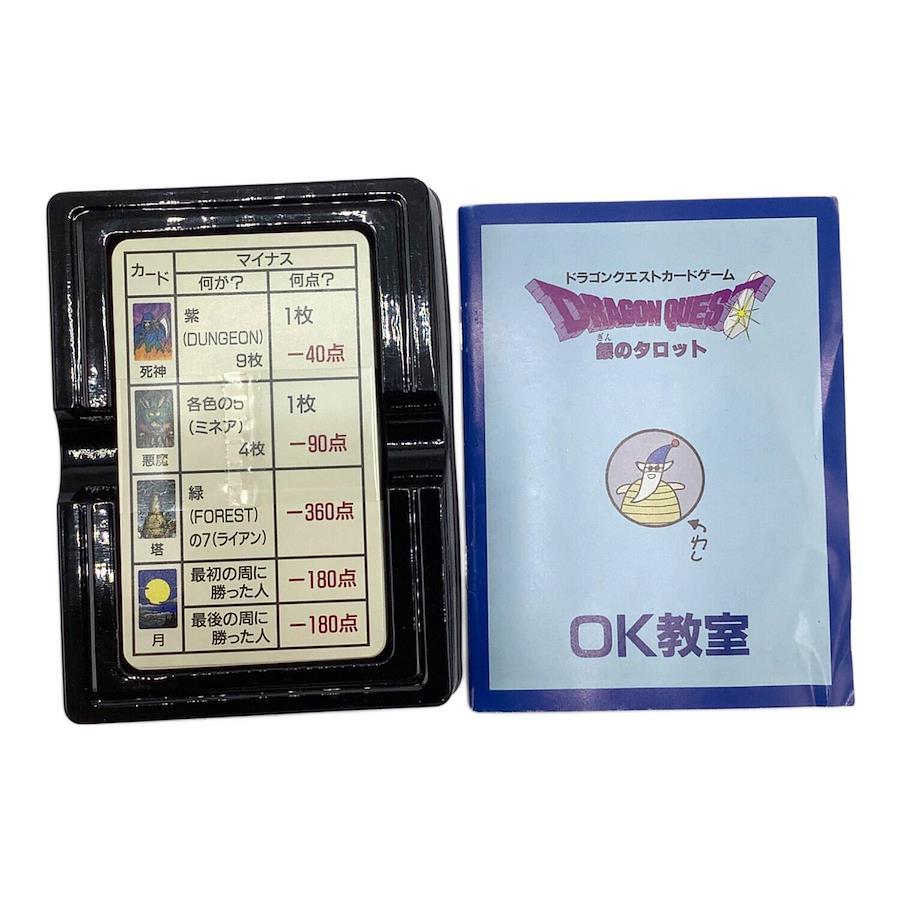 カード
マイナス
何が？
何点？
死神
紫
(DUNGEON)
9枚
1枚
−40点
悪魔
各色の5
(ミネア)
4枚
1枚
−90点
塔
緑
(FOREST)
の7(ライアン)
−360点
月
最初の周に
勝った人
−180点
最後の周に
勝った人
−180点
ドラゴンクエストカードゲーム
DRAGON QUEST
ぎん
銀のタロット
わし
OK教室